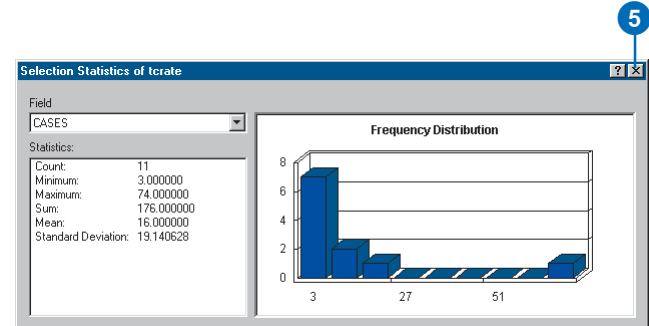 5
Selection Statistics of tcrate
? ×
Field
CASES
Statistics:
Count: 11
Minimum: 3.000000
Maximum: 74.000000
Sum: 176.000000
Mean: 16.000000
Standard Deviation: 19.140628
Frequency Distribution
8
6
4
2
0
3 27 51